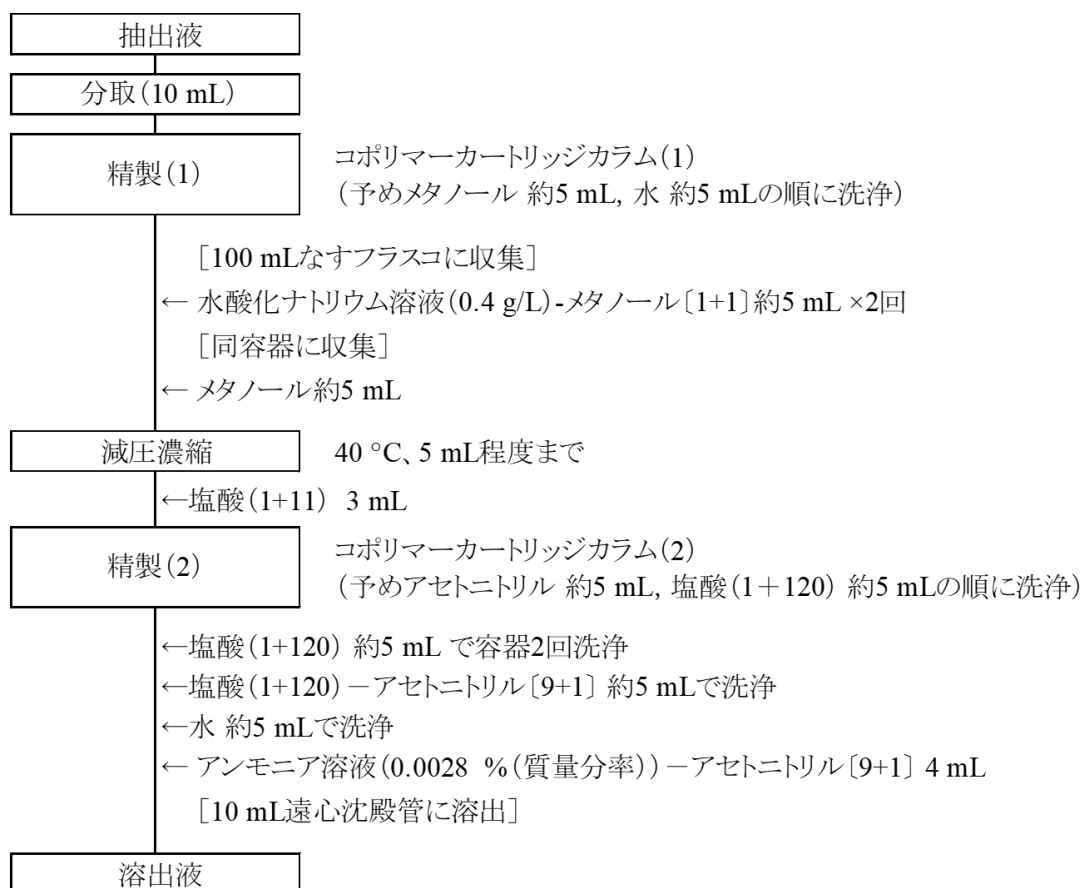 抽出液
分取(10 mL)
精製(1)
コポリマーカートリッジカラム(1)
(予めメタノール 約5 mL, 水 約5 mLの順に洗浄)
[100 mLなすフラスコに収集]
← 水酸化ナトリウム溶液(0.4 g/L)-メタノール〔1+1〕約5 mL ×2回
[同容器に収集]
← メタノール約5 mL
減圧濃縮 40 °C、5 mL程度まで
←塩酸(1+11) 3 mL
精製(2)
コポリマーカートリッジカラム(2)
(予めアセトニトリル 約5 mL, 塩酸(1+120) 約5 mLの順に洗浄)
←塩酸(1+120) 約5 mL で容器2回洗浄
←塩酸(1+120)-アセトニトリル〔9+1〕 約5 mLで洗浄
←水 約5 mLで洗浄
← アンモニア溶液(0.0028 %(質量分率))-アセトニトリル〔9+1〕 4 mL
[10 mL遠心沈殿管に溶出]
溶出液